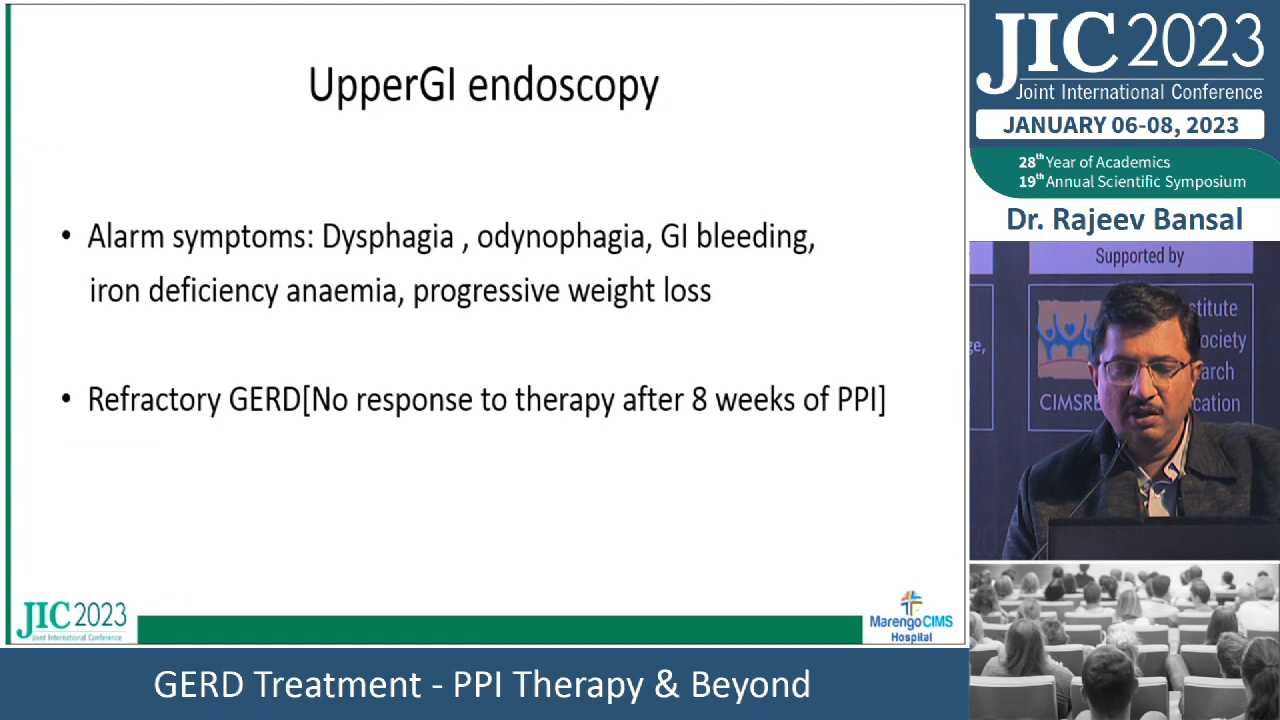 UpperGI endoscopy
• Alarm symptoms: Dysphagia , odynophagia, GI bleeding,
iron deficiency anaemia, progressive weight loss
• Refractory GERD[No response to therapy after 8 weeks of PPI]
JIC 2023
Joint International Conference
MarengoCIMS
Hospital
GERD Treatment - PPI Therapy & Beyond
JIC 2023
Joint International Conference
JANUARY 06-08, 2023
28th Year of Academics
19th Annual Scientific Symposium
Dr. Rajeev Bansal
Supported by